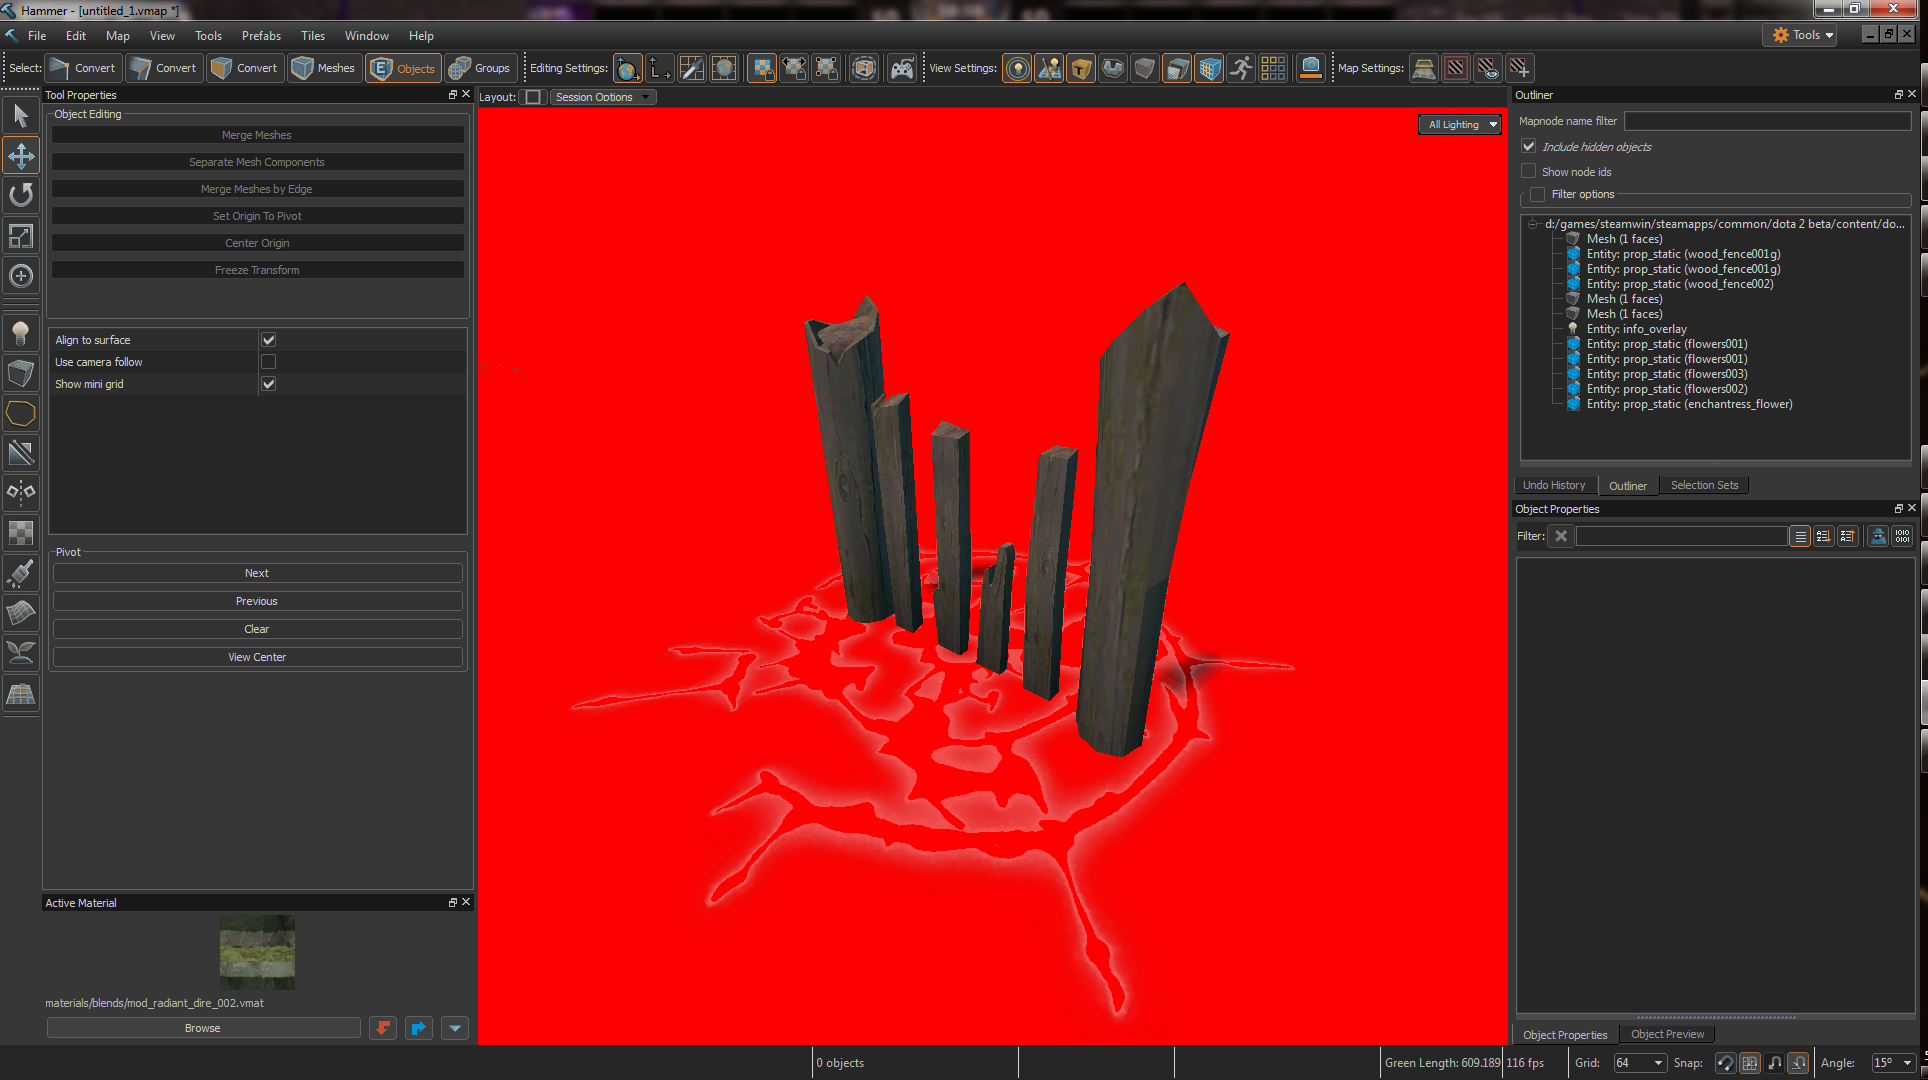 Hammer - [untitled_1.vmap *]
File Edit Map View Tools Prefabs Tiles Window Help
Tools
Select: Convert Convert Convert Meshes Objects Groups Editing Settings: View Settings: Map Settings:
Tool Properties
Object Editing
Merge Meshes
Separate Mesh Components
Merge Meshes by Edge
Set Origin To Pivot
Center Origin
Freeze Transform
Align to surface
Use camera follow
Show mini grid
Pivot
Next
Previous
Clear
View Center
Active Material
materials/blends/mod_radiant_dire_002.vmat
Browse
Layout: Session Options
All Lighting
Outliner
Mapnode name filter
Include hidden objects
Show node ids
Filter options
d:/games/steamwin/steamapps/common/dota 2 beta/content/do...
Mesh (1 faces)
Entity: prop_static (wood_fence001g)
Entity: prop_static (wood_fence001g)
Entity: prop_static (wood_fence002)
Mesh (1 faces)
Mesh (1 faces)
Entity: info_overlay
Entity: prop_static (flowers001)
Entity: prop_static (flowers001)
Entity: prop_static (flowers003)
Entity: prop_static (flowers002)
Entity: prop_static (enchantress_flower)
Undo History Outliner Selection Sets
Object Properties
Filter:
Object Properties Object Preview
0 objects
Green Length: 609.189 116 fps Grid: 64 Snap: Angle: 15º